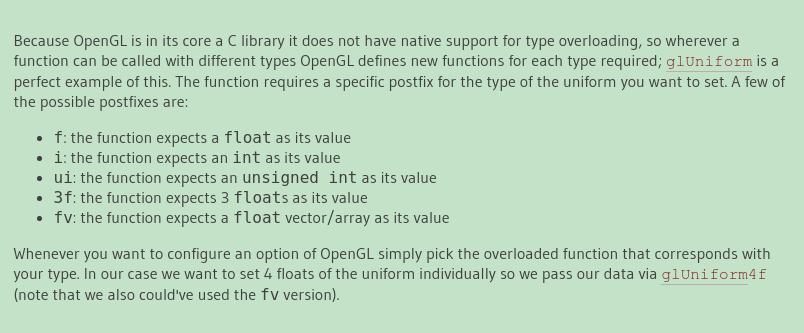 Because OpenGL is in its core a C library it does not have native support for type overloading, so wherever a
function can be called with different types OpenGL defines new functions for each type required; glUniform is a
perfect example of this. The function requires a specific postfix for the type of the uniform you want to set. A few of
the possible postfixes are:
• f: the function expects a float as its value
• i: the function expects an int as its value
• ui: the function expects an unsigned int as its value
• 3f: the function expects 3 floats as its value
• fv: the function expects a float vector/array as its value
Whenever you want to configure an option of OpenGL simply pick the overloaded function that corresponds with
your type. In our case we want to set 4 floats of the uniform individually so we pass our data via glUniform4f
(note that we also could've used the fv version).